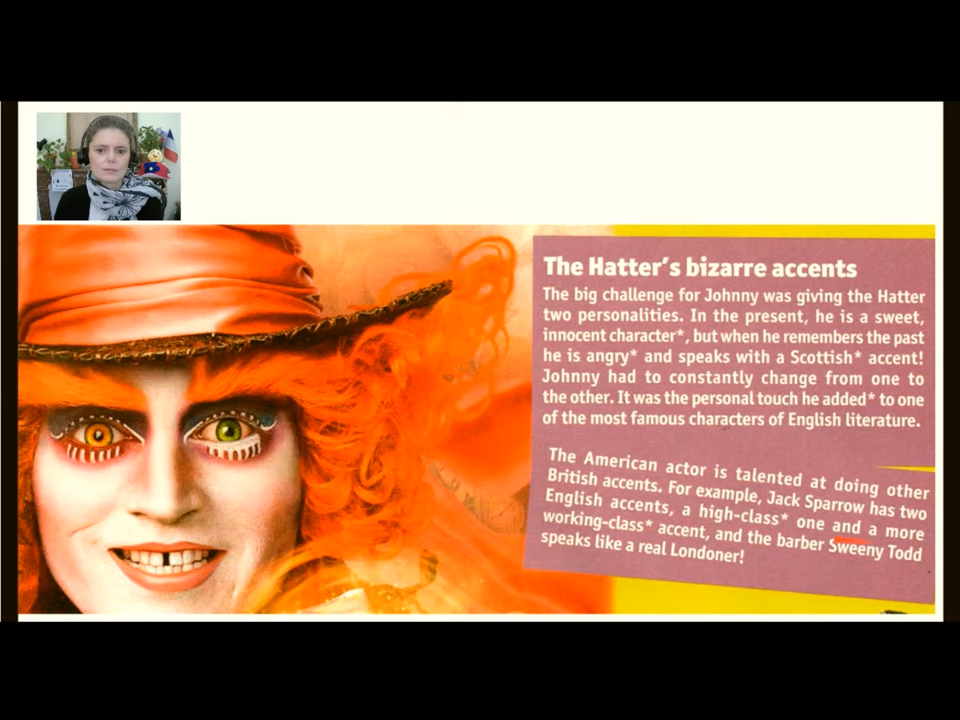 The Hatter's bizarre accents
The big challenge for Johnny was giving the Hatter
two personalities. In the present, he is a sweet,
innocent character*, but when he remembers the past
he is angry* and speaks with a Scottish* accent!
Johnny had to constantly change from one to
the other. It was the personal touch he added* to one
of the most famous characters of English literature.
The American actor is talented at doing other
British accents. For example, Jack Sparrow has two
English accents, a high-class* one and a more
working-class* accent, and the barber Sweeny Todd
speaks like a real Londoner!